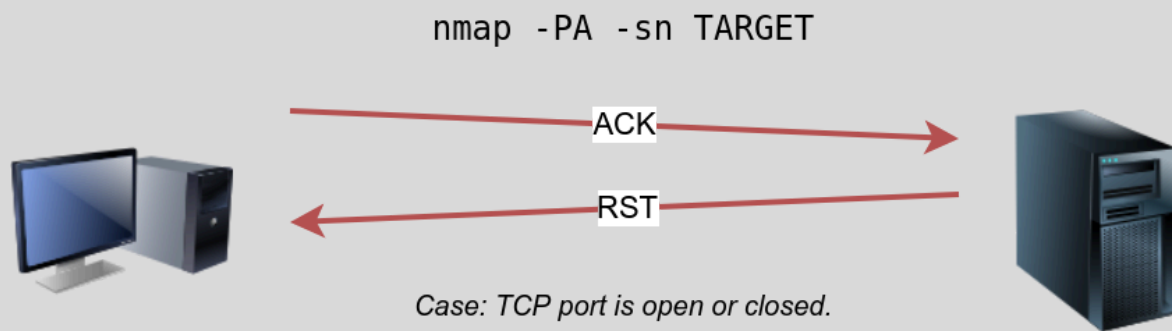 nmap -PA -sn TARGET
ACK
RST
Case: TCP port is open or closed.